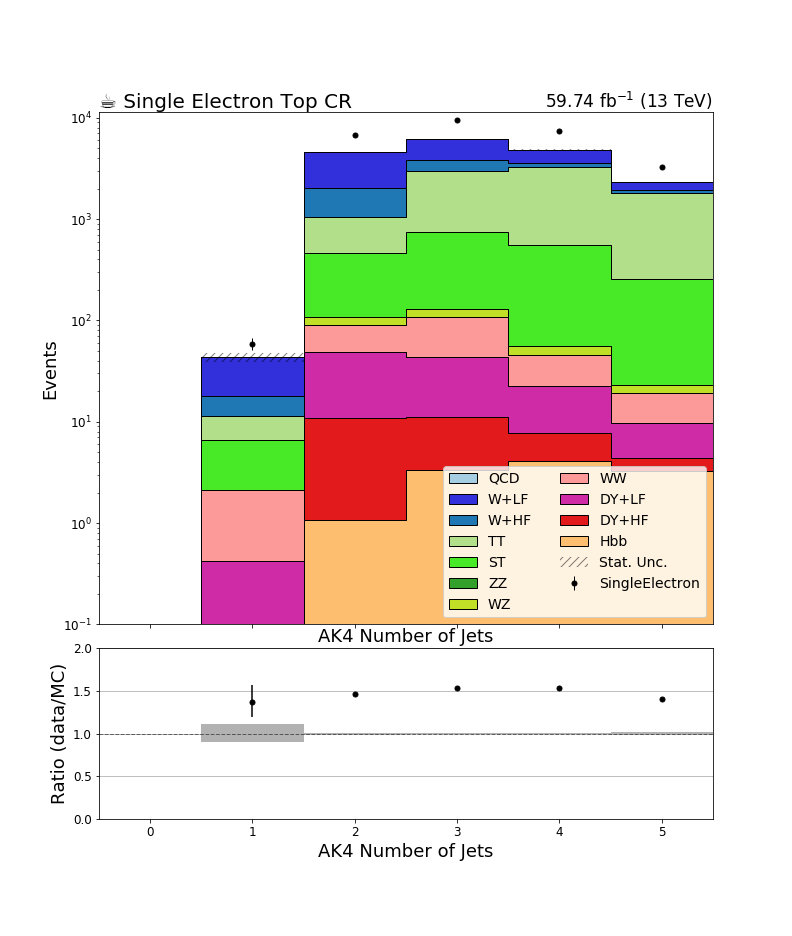 ☕ Single Electron Top CR
59.74 fb⁻¹ (13 TeV)
10⁴
10³
10²
10¹
10⁰
10⁻¹
Events
QCD
W+LF
W+HF
TT
ST
ZZ
WZ
WW
DY+LF
DY+HF
Hbb
Stat. Unc.
SingleElectron
AK4 Number of Jets
2.0
1.5
1.0
0.5
0.0
Ratio (data/MC)
0 1 2 3 4 5
AK4 Number of Jets